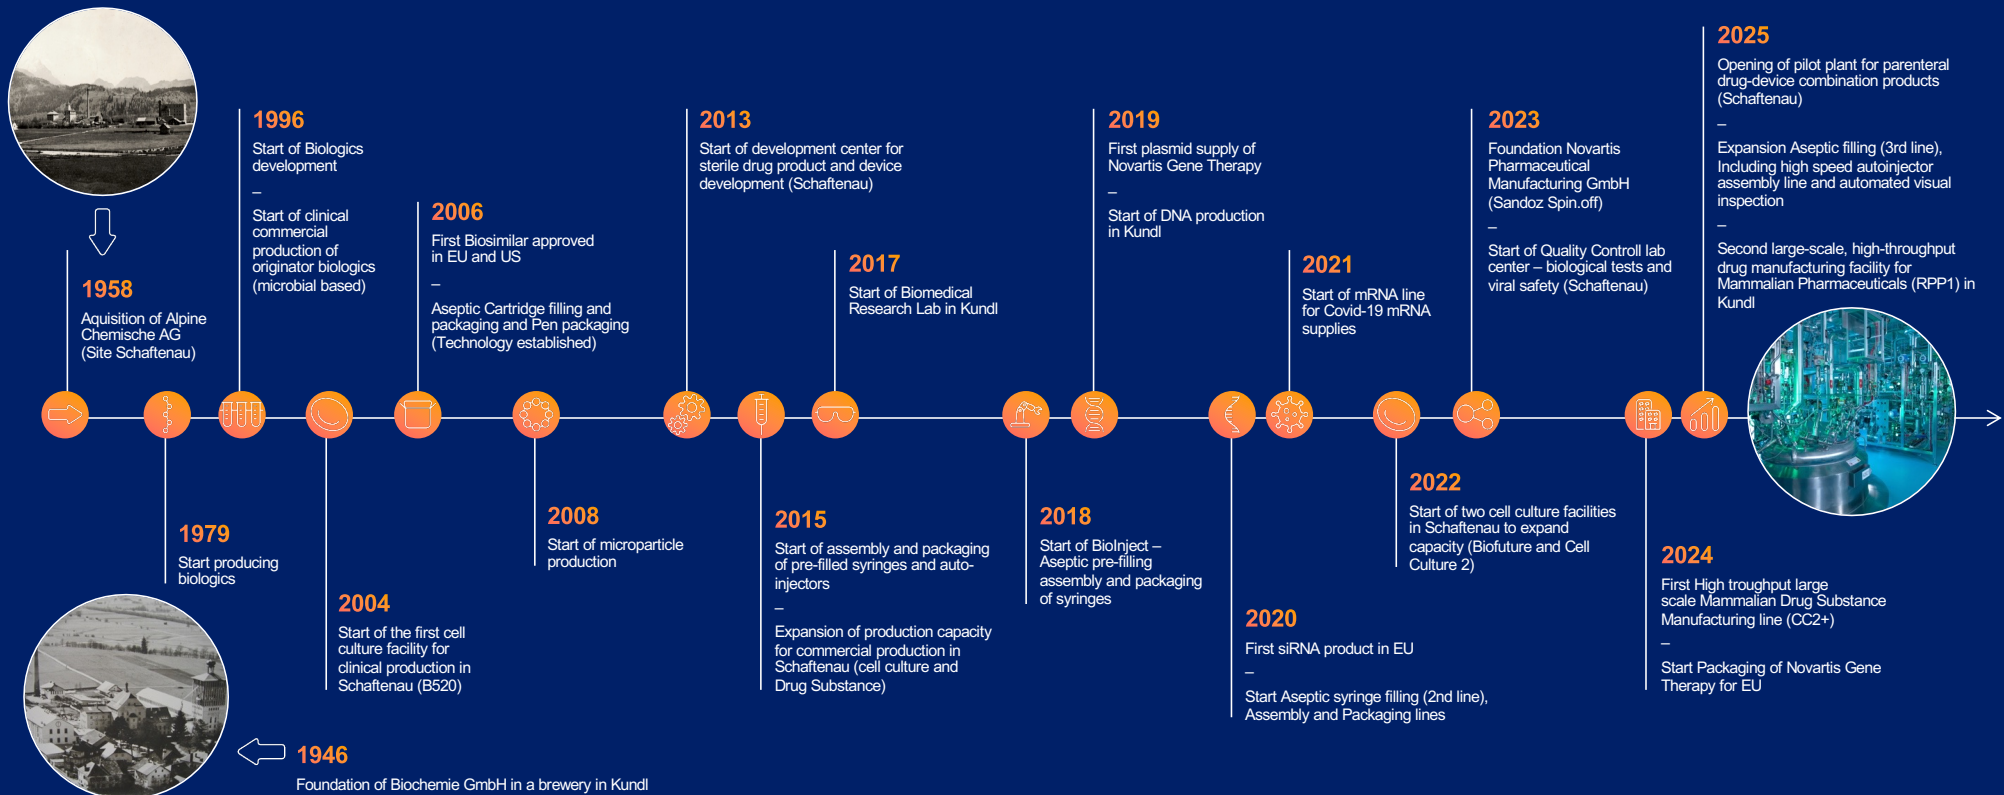 1946
Foundation of Biochemie GmbH in a brewery in Kundl
1958
Aquisition of Alpine
Chemische AG
(Site Schaftenau)
1979
Start producing
biologics
1996
Start of Biologics
development
–
Start of clinical
commercial
production of
originator biologics
(microbial based)
2004
Start of the first cell
culture facility for
clinical production in
Schaftenau (B520)
2006
First Biosimilar approved
in EU and US
–
Aseptic Cartridge filling and
packaging and Pen packaging
(Technology established)
2008
Start of microparticle
production
2013
Start of development center for
sterile drug product and device
development (Schaftenau)
2015
Start of assembly and packaging
of pre-filled syringes and auto-
injectors
–
Expansion of production capacity
for commercial production in
Schaftenau (cell culture and
Drug Substance)
2017
Start of Biomedical
Research Lab in Kundl
2018
Start of BioInject –
Aseptic pre-filling
assembly and packaging
of syringes
2019
First plasmid supply of
Novartis Gene Therapy
–
Start of DNA production
in Kundl
2020
First siRNA product in EU
–
Start Aseptic syringe filling (2nd line),
Assembly and Packaging lines
2021
Start of mRNA line
for Covid-19 mRNA
supplies
2022
Start of two cell culture facilities
in Schaftenau to expand
capacity (Biofuture and Cell
Culture 2)
2023
Foundation Novartis
Pharmaceutical
Manufacturing GmbH
(Sandoz Spin.off)
–
Start of Quality Controll lab
center – biological tests and
viral safety (Schaftenau)
2024
First High troughput large
scale Mammalian Drug Substance
Manufacturing line (CC2+)
–
Start Packaging of Novartis Gene
Therapy for EU
2025
Opening of pilot plant for parenteral
drug-device combination products
(Schaftenau)
–
Expansion Aseptic filling (3rd line),
Including high speed autoinjector
assembly line and automated visual
inspection
–
Second large-scale, high-throughput
drug manufacturing facility for
Mammalian Pharmaceuticals (RPP1) in
Kundl